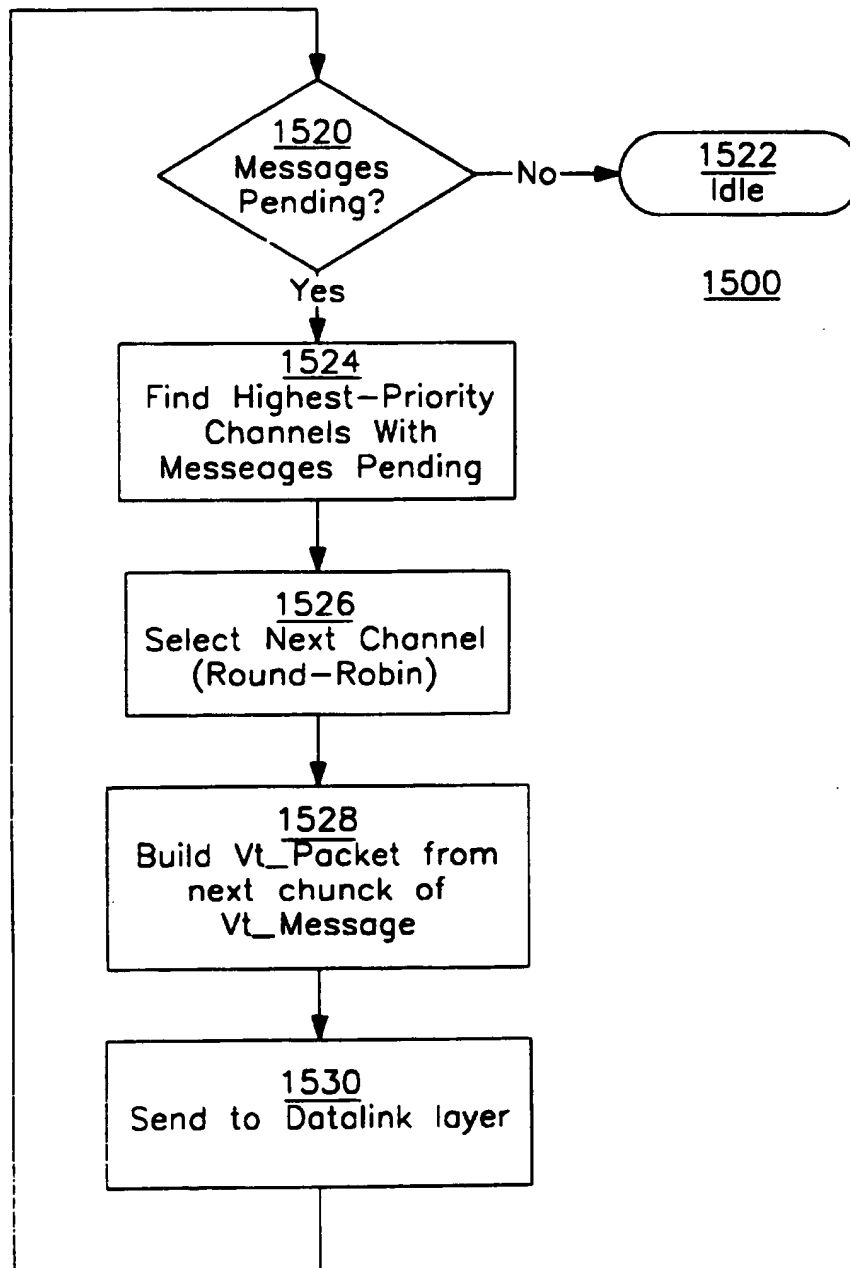 1520
Messages
Pending?
No
1522
Idle
Yes
1500
1524
Find Highest-Priority
Channels With
Messeages Pending
1526
Select Next Channel
(Round-Robin)
1528
Build Vt_Packet from
next chunck of
Vt_Message
1530
Send to Datalink layer